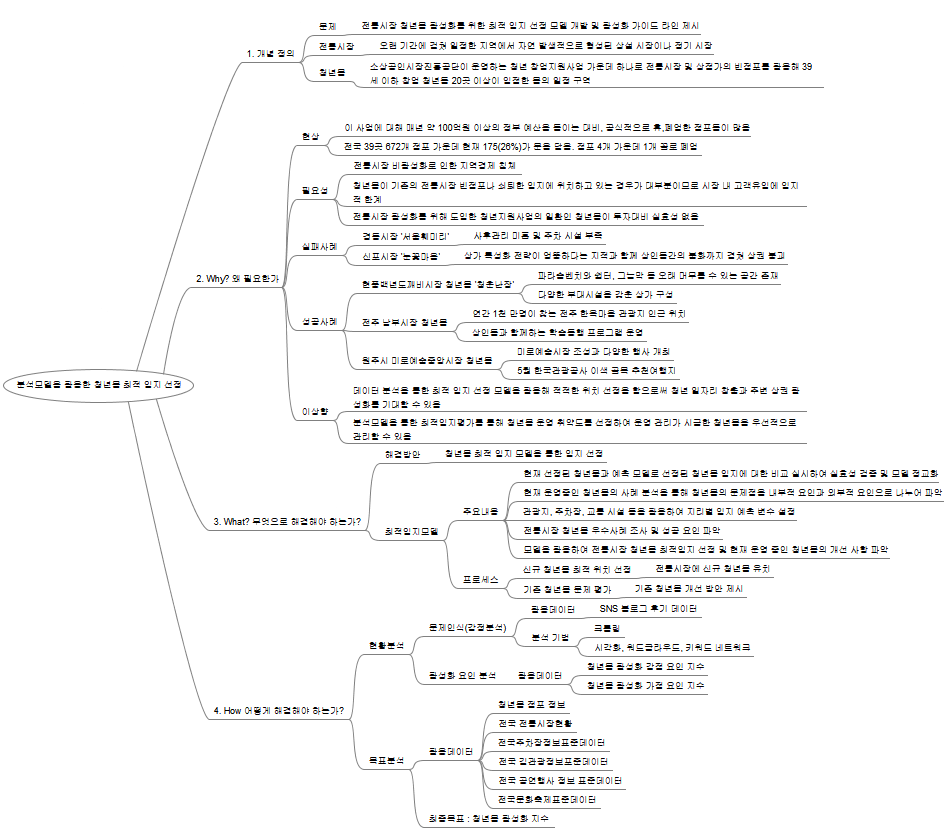 분석모델을 활용한 청년몰 최적 입지 선정
1. 개념 정의
문제
전통시장 청년몰 활성화를 위한 최적 입지 선정 모델 개발 및 활성화 가이드 라인 제시
전통시장
오랜 기간에 걸쳐 일정한 지역에서 자연 발생적으로 형성된 상설 시장이나 정기 시장
청년몰
소상공인시장진흥공단이 운영하는 청년 창업지원사업 가운데 하나로 전통시장 및 상점가의 빈점포를 활용해 39
세 이하 창업 청년몰 20곳 이상이 입점한 몰의 일정 구역
2. Why? 왜 필요한가
현상
이 사업에 대해 매년 약 100억원 이상의 정부 예산을 들이는 대비, 공식적으로 휴,폐업한 점포들이 많음
전국 39곳 672개 점포 가운데 현재 175(26%)가 문을 닫음. 점포 4개 가운데 1개 꼴로 폐업
필요성
전통시장 비활성화로 인한 지역경제 침체
청년몰이 기존의 전통시장 빈점포나 쇠퇴한 입지에 위치하고 있는 경우가 대부분이므로 시장 내 고객유입에 입지
적 한계
전통시장 활성화를 위해 도입한 청년지원사업의 일환인 청년몰이 투자대비 실효성 없음
실패사례
경동시장 '서울훼미리'
사후관리 미흡 및 주차 시설 부족
신포시장 '눈꽃마을'
상가 특성화 전략이 엉뚱하다는 지적과 함께 상인들간의 불화까지 겹쳐 상권 붕괴
성공사례
현풍백년도깨비시장 청년몰 '청춘난장'
파라솔벤치와 쉼터, 그늘막 등 오래 머무를 수 있는 공간 존재
다양한 부대시설을 갖춘 상가 구성
전주 남부시장 청년몰
연간 1천 만명이 찾는 전주 한옥마을 관광지 인근 위치
상인들과 함께하는 학습동행 프로그램 운영
원주시 미로예술중앙시장 청년몰
미로예술시장 조성과 다양한 행사 개최
5월 한국관광공사 이색 골목 추천여행지
이상향
데이터 분석을 통한 최적 입지 선정 모델을 활용해 적적한 위치 선정을 함으로써 청년 일자리 창출과 주변 상권 활
성화를 기대할 수 있음
분석모델을 통한 최적입지평가를 통해 청년몰 운영 취약도를 선정하여 운영 관리가 시급한 청년몰을 우선적으로
관리할 수 있음
3. What? 무엇으로 해결해야 하는가?
해결방안
청년몰 최적 입지 모델을 통한 입지 선정
최적입지모델
주요내용
현재 선정된 청년몰과 예측 모델로 선정된 청년몰 입지에 대한 비교 실시하여 실효성 검증 및 모델 정교화
현재 운영중인 청년몰의 사례 분석을 통해 청년몰의 문제점을 내부적 요인과 외부적 요인으로 나누어 파악
관광지, 주차장, 교통 시설 등을 활용하여 지리별 입지 예측 변수 설정
전통시장 청년몰 우수사례 조사 및 성공 요인 파악
모델을 활용하여 전통시장 청년몰 최적입지 선정 및 현재 운영 중인 청년몰의 개선 사항 파악
프로세스
신규 청년몰 최적 위치 선정
전통시장에 신규 청년몰 유치
기존 청년몰 문제 평가
기존 청년몰 개선 방안 제시
4. How 어떻게 해결해야 하는가?
현황분석
문제인식(감정분석)
활용데이터
SNS 블로그 후기 데이터
분석 기법
크롤링
시각화, 워드클라우드, 키워드 네트워크
활성화 요인 분석
활용데이터
청년몰 활성화 감점 요인 지수
청년몰 활성화 가점 요인 지수
목표분석
활용데이터
청년몰 점포 정보
전국 전통시장현황
전국주차장정보표준데이터
전국 길관광정보표준데이터
전국 공연행사 정보 표준데이터
전국문화축제표준데이터
최종목표 : 청년몰 활성화 지수